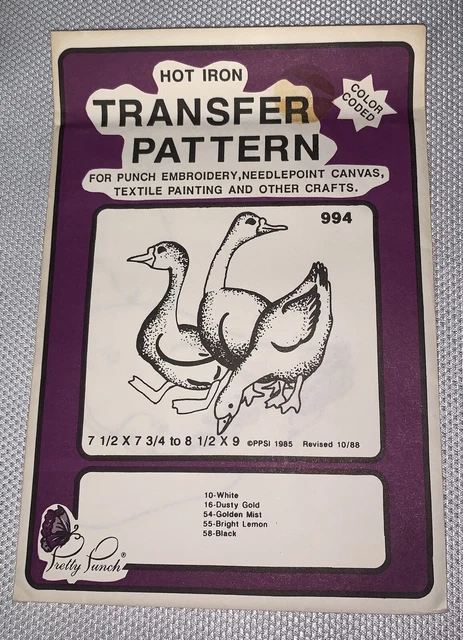 HOT IRON
TRANSFER
PATTERN
COLOR
CODED
FOR PUNCH EMBROIDERY,NEEDLEPOINT CANVAS,
TEXTILE PAINTING AND OTHER CRAFTS.
994
7 1/2 X 7 3/4 to 8 1/2 X 9 ©PPSI 1985 Revised 10/88
10-White
16-Dusty Gold
54-Golden Mist
55-Bright Lemon
58-Black
Pretty Punch®